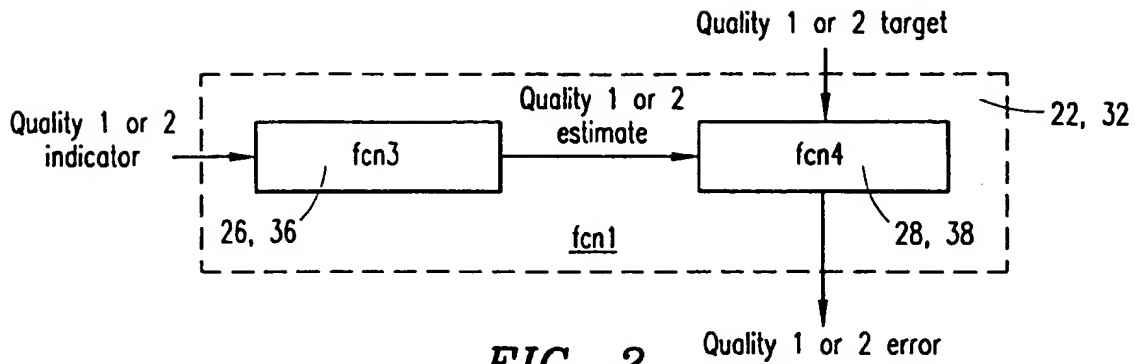 Quality 1 or 2 target
22, 32
Quality 1 or 2
indicator
fcn3
Quality 1 or 2
estimate
fcn4
26, 36
fcn1
28, 38
FIG. 2
Quality 1 or 2 error